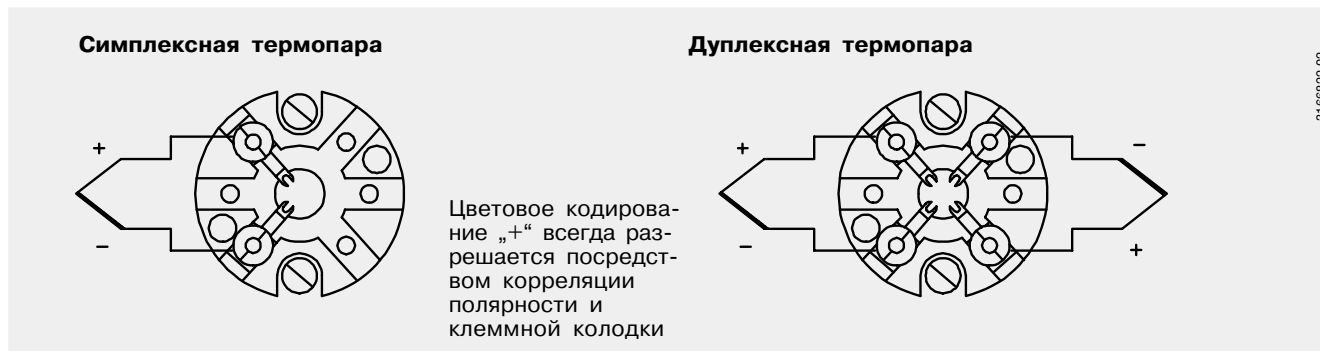 Симплексная термопара
Дуплексная термопара
+
−
Цветовое кодирова-
ние „+“ всегда раз-
решается посредст-
вом корреляции
полярности и
клеммной колодки
+
−
−
+